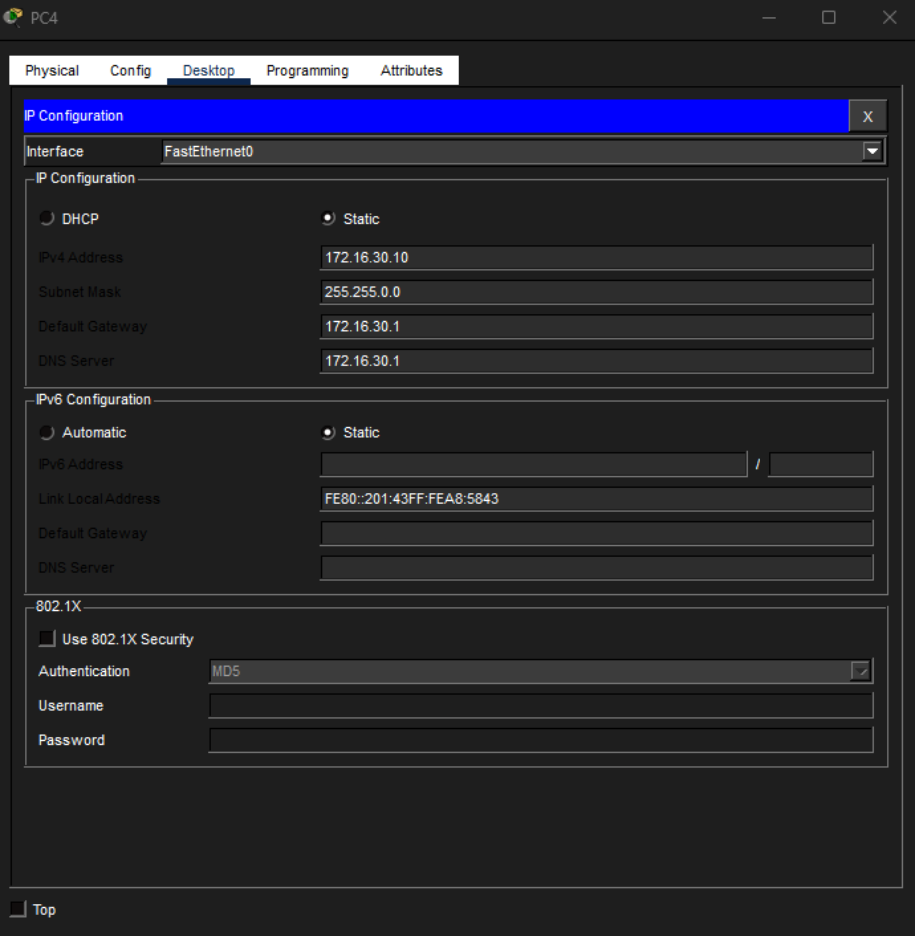 PC4
Physical Config Desktop Programming Attributes
IP Configuration X
Interface FastEthernet0
IP Configuration
DHCP Static
IPv4 Address 172.16.30.10
Subnet Mask 255.255.0.0
Default Gateway 172.16.30.1
DNS Server 172.16.30.1
IPv6 Configuration
Automatic Static
IPv6 Address /
Link Local Address FE80::201:43FF:FEA8:5843
Default Gateway
DNS Server
802.1X
Use 802.1X Security
Authentication MD5
Username
Password
Top